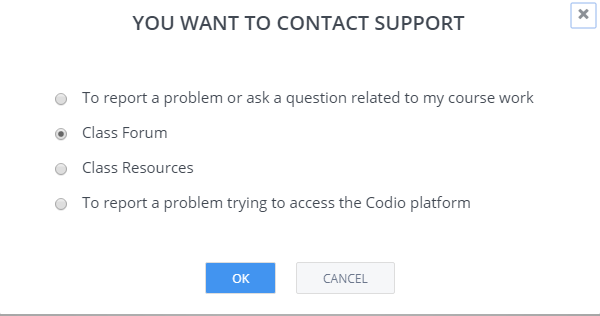 YOU WANT TO CONTACT SUPPORT
To report a problem or ask a question related to my course work
Class Forum
Class Resources
To report a problem trying to access the Codio platform
OK CANCEL